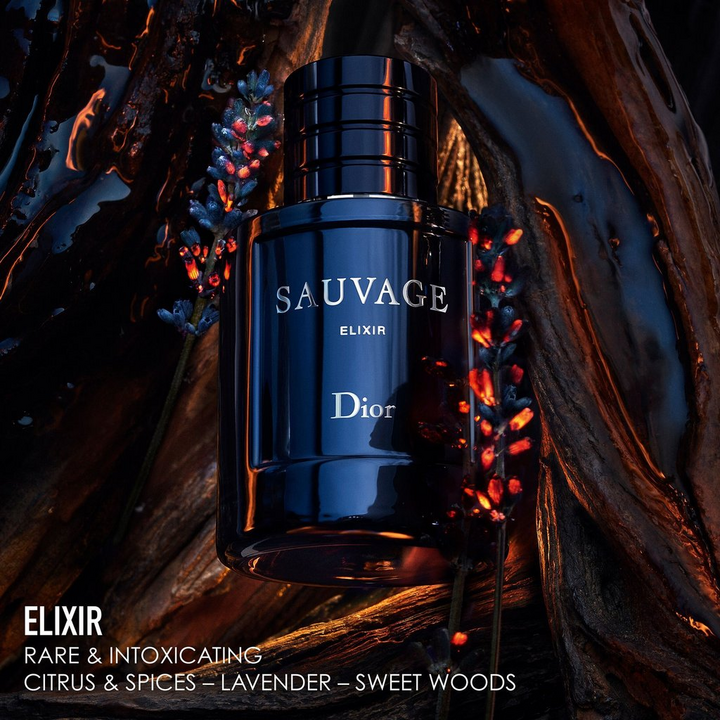 SAUVAGE
ELIXIR
Dior
ELIXIR
RARE & INTOXICATING
CITRUS & SPICES – LAVENDER – SWEET WOODS